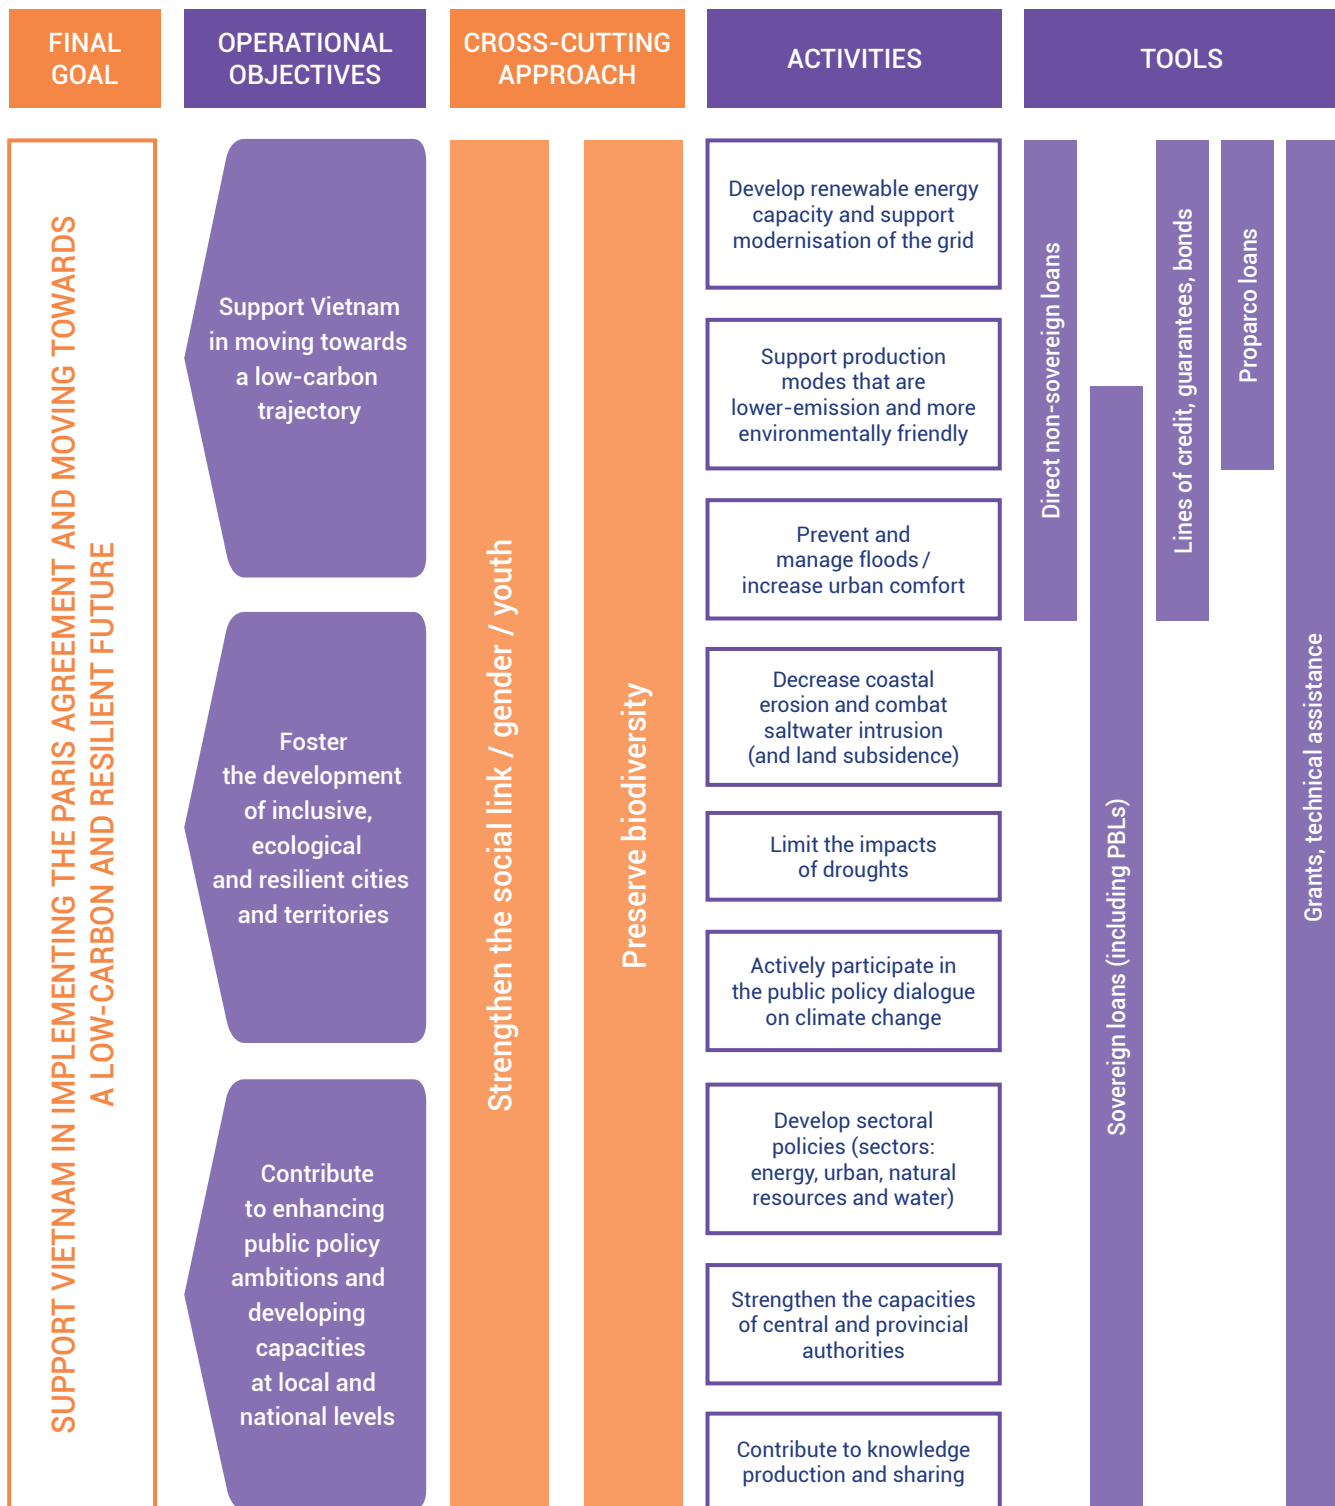 FINAL
GOAL
OPERATIONAL
OBJECTIVES
CROSS-CUTTING
APPROACH
ACTIVITIES
TOOLS
SUPPORT VIETNAM IN IMPLEMENTING THE PARIS AGREEMENT AND MOVING TOWARDS
A LOW-CARBON AND RESILIENT FUTURE
Support Vietnam
in moving towards
a low-carbon
trajectory
Foster
the development
of inclusive,
ecological
and resilient cities
and territories
Contribute
to enhancing
public policy
ambitions and
developing
capacities
at local and
national levels
Strengthen the social link / gender / youth
Preserve biodiversity
Develop renewable energy
capacity and support
modernisation of the grid
Support production
modes that are
lower-emission and more
environmentally friendly
Prevent and
manage floods /
increase urban comfort
Decrease coastal
erosion and combat
saltwater intrusion
(and land subsidence)
Limit the impacts
of droughts
Actively participate in
the public policy dialogue
on climate change
Develop sectoral
policies (sectors:
energy, urban, natural
resources and water)
Strengthen the capacities
of central and provincial
authorities
Contribute to knowledge
production and sharing
Direct non-sovereign loans
Sovereign loans (including PBLs)
Lines of credit, guarantees, bonds
Proparco loans
Grants, technical assistance